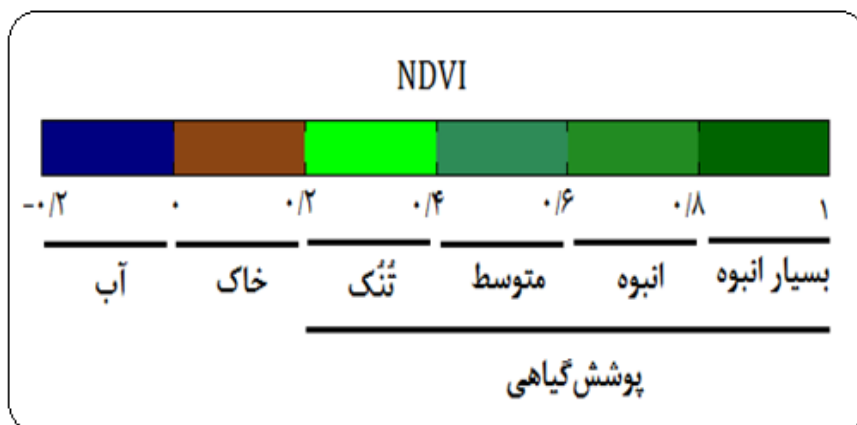 NDVI
-۰/۲ ۰ ۰/۲ ۰/۴ ۰/۶ ۰/۸ ۱
آب خاک تُنُک متوسط انبوه بسیار انبوه
پوشش‌گیاهی